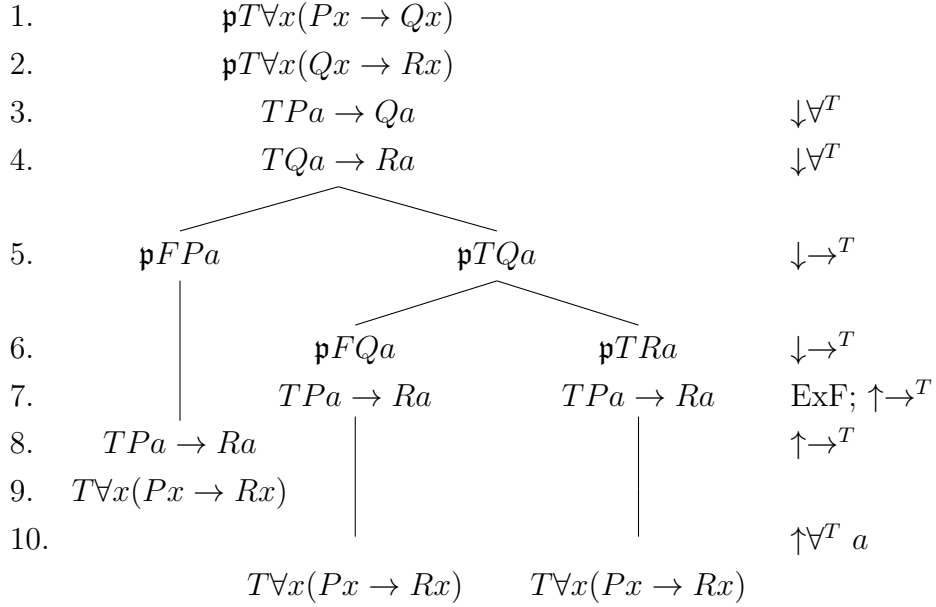 1. 𝔭T∀x(Px → Qx)
2. 𝔭T∀x(Qx → Rx)
3. TPa → Qa ↓∀ᵀ
4. TQa → Ra ↓∀ᵀ
5. 𝔭FPa 𝔭TQa ↓→ᵀ
6. 𝔭FQa 𝔭TRa ↓→ᵀ
7. TPa → Ra TPa → Ra ExF; ↑→ᵀ
8. TPa → Ra ↑→ᵀ
9. T∀x(Px → Rx)
10. ↑∀ᵀ a
T∀x(Px → Rx) T∀x(Px → Rx)